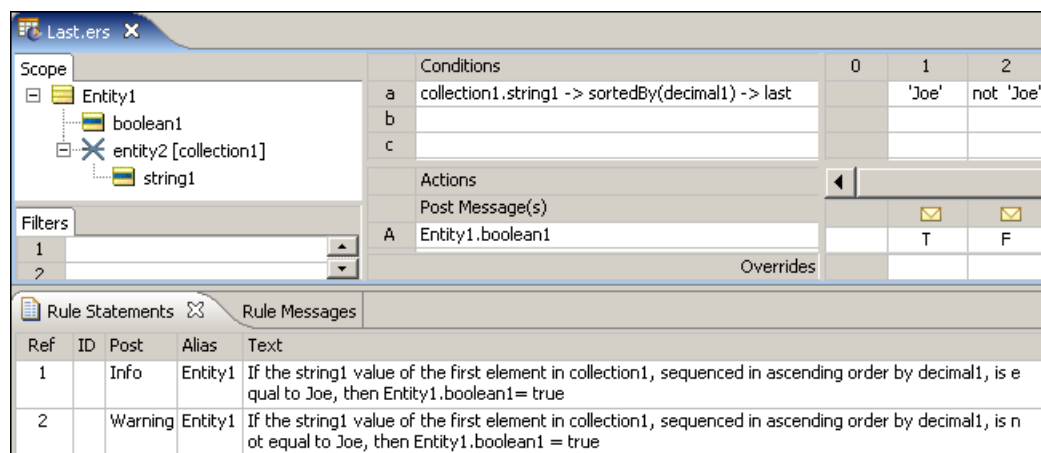 Last.ers
Scope
Entity1
boolean1
entity2 [collection1]
string1
Filters
1
2
Conditions 0 1 2
a collection1.string1 -> sortedBy(decimal1) -> last 'Joe' not 'Joe'
b
c
Actions
Post Message(s)
A Entity1.boolean1 T F
Overrides
Rule Statements Rule Messages
Ref ID Post Alias Text
1 Info Entity1 If the string1 value of the first element in collection1, sequenced in ascending order by decimal1, is e
qual to Joe, then Entity1.boolean1= true
2 Warning Entity1 If the string1 value of the first element in collection1, sequenced in ascending order by decimal1, is n
ot equal to Joe, then Entity1.boolean1 = true